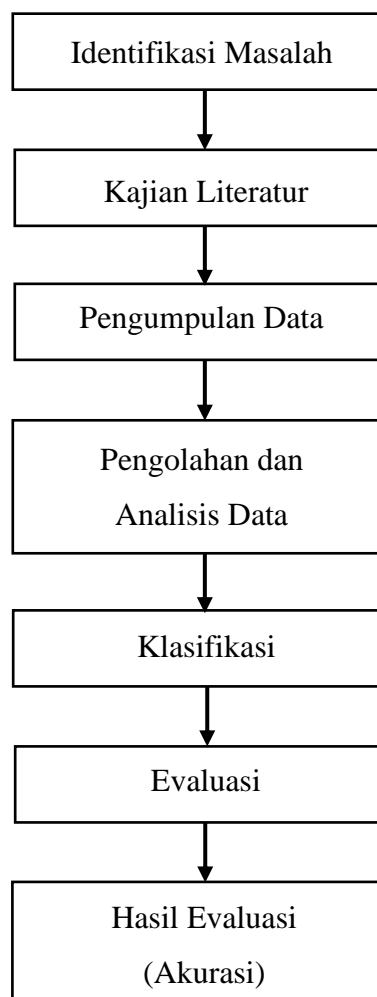 Identifikasi Masalah
Kajian Literatur
Pengumpulan Data
Pengolahan dan
Analisis Data
Klasifikasi
Evaluasi
Hasil Evaluasi
(Akurasi)